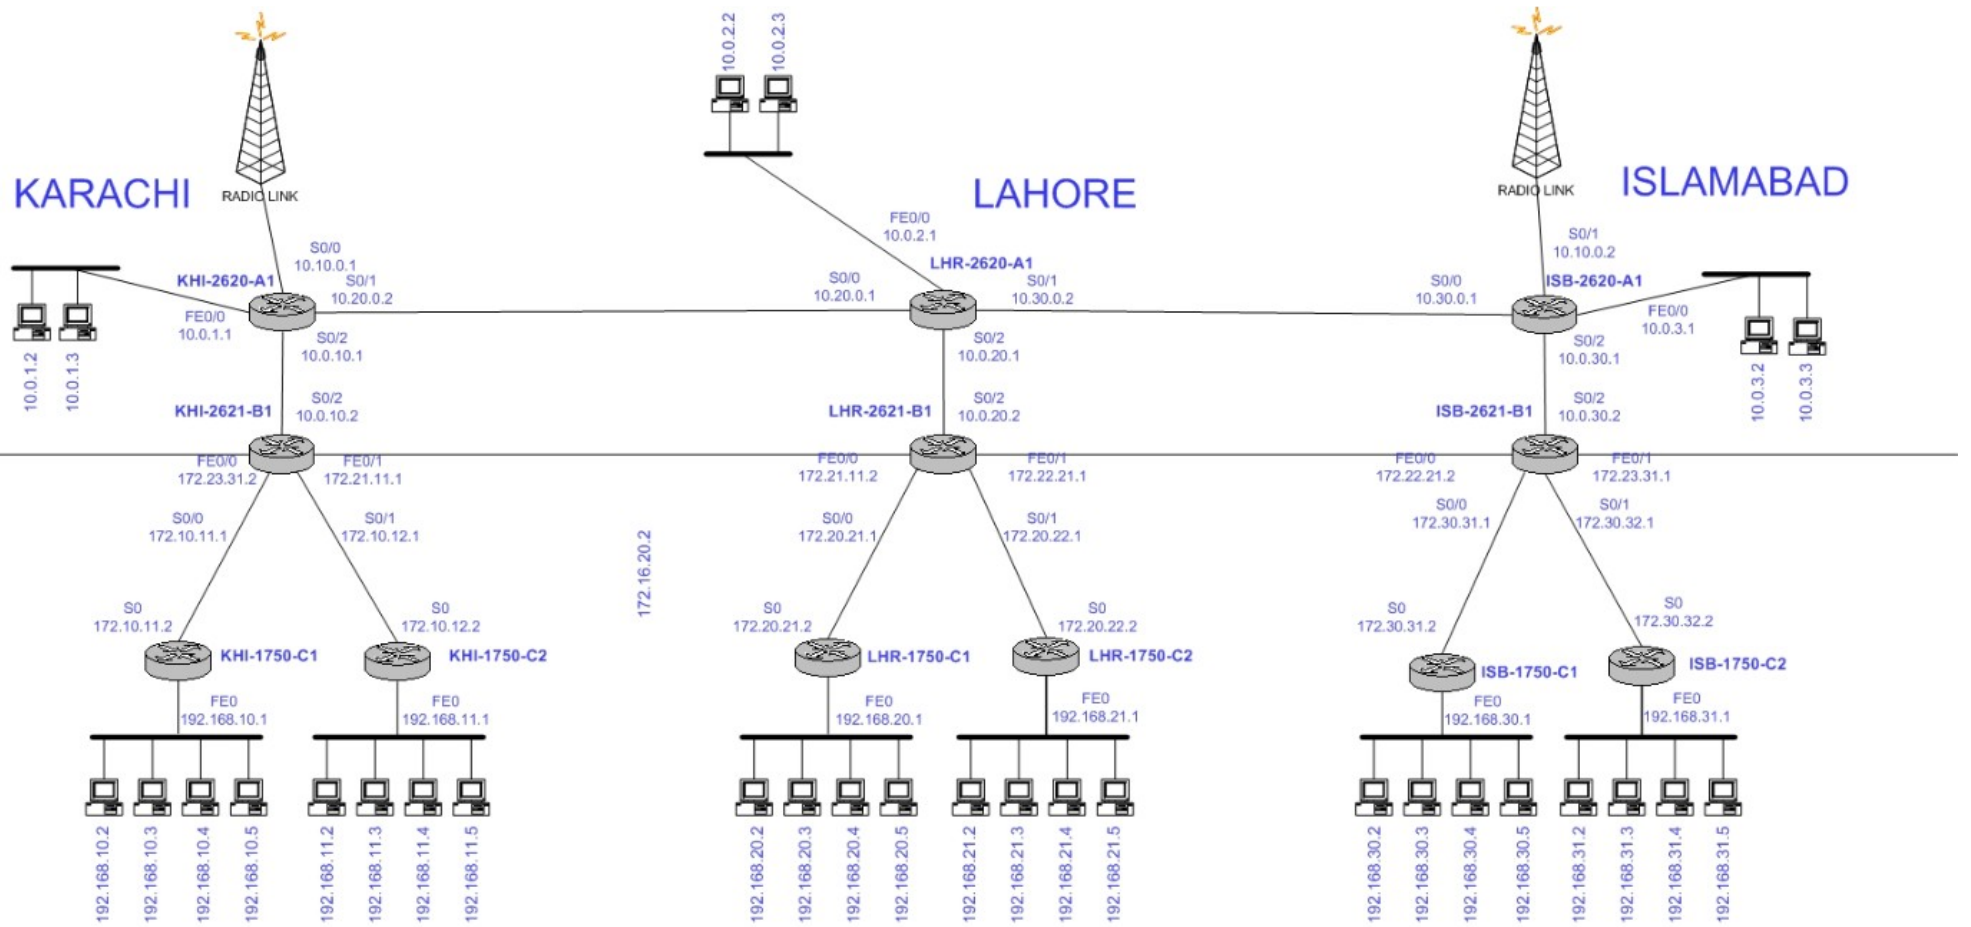 10.0.2.2
10.0.2.3
KARACHI
RADIO LINK
LAHORE
RADIO LINK
ISLAMABAD
FE0/0
10.0.2.1
S0/0
10.10.0.1
S0/1
10.10.0.2
KHI-2620-A1
S0/1
10.20.0.2
S0/0
10.20.0.1
LHR-2620-A1
S0/1
10.30.0.2
S0/0
10.30.0.1
ISB-2620-A1
FE0/0
10.0.1.1
S0/2
10.0.10.1
S0/2
10.0.20.1
S0/2
10.0.30.1
FE0/0
10.0.3.1
10.0.1.2
10.0.1.3
10.0.3.2
10.0.3.3
KHI-2621-B1
S0/2
10.0.10.2
LHR-2621-B1
S0/2
10.0.20.2
ISB-2621-B1
S0/2
10.0.30.2
FE0/0
172.23.31.2
FE0/1
172.21.11.1
FE0/0
172.21.11.2
FE0/1
172.22.21.1
FE0/0
172.22.21.2
FE0/1
172.23.31.1
S0/0
172.10.11.1
S0/1
172.10.12.1
172.16.20.2
S0/0
172.20.21.1
S0/1
172.20.22.1
S0/0
172.30.31.1
S0/1
172.30.32.1
S0
172.10.11.2
S0
172.10.12.2
S0
172.20.21.2
S0
172.20.22.2
S0
172.30.31.2
S0
172.30.32.2
KHI-1750-C1
KHI-1750-C2
LHR-1750-C1
LHR-1750-C2
ISB-1750-C1
ISB-1750-C2
FE0
192.168.10.1
FE0
192.168.11.1
FE0
192.168.20.1
FE0
192.168.21.1
FE0
192.168.30.1
FE0
192.168.31.1
192.168.10.2
192.168.10.3
192.168.10.4
192.168.10.5
192.168.11.2
192.168.11.3
192.168.11.4
192.168.11.5
192.168.20.2
192.168.20.3
192.168.20.4
192.168.20.5
192.168.21.2
192.168.21.3
192.168.21.4
192.168.21.5
192.168.30.2
192.168.30.3
192.168.30.4
192.168.30.5
192.168.31.2
192.168.31.3
192.168.31.4
192.168.31.5